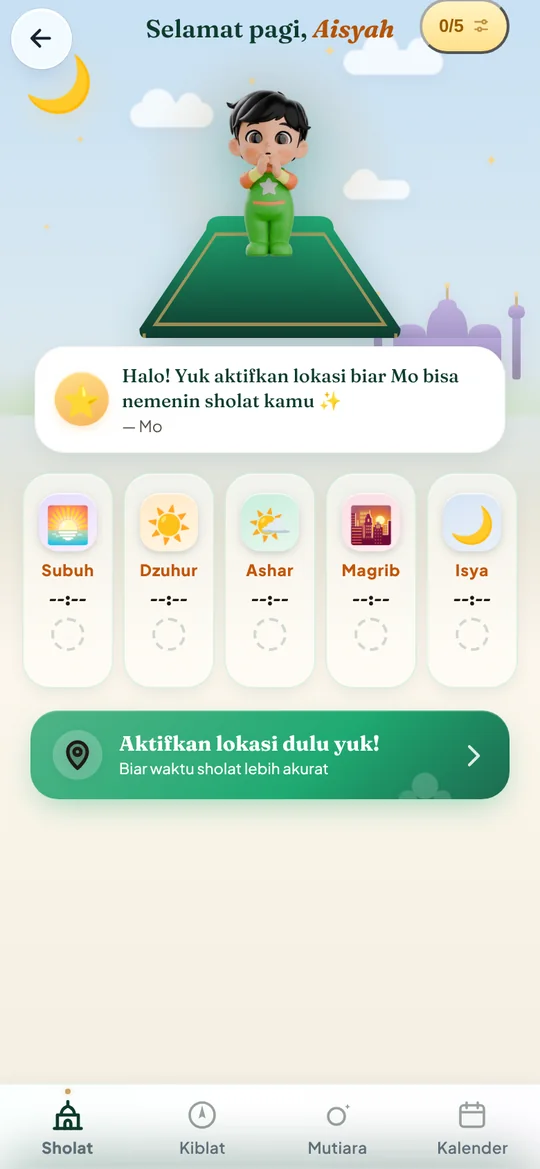 Selamat pagi, Aisyah
0/5
Halo! Yuk aktifkan lokasi biar Mo bisa
nemenin sholat kamu ✨
— Mo
Subuh
Dzuhur
Ashar
Magrib
Isya
--:--
--:--
--:--
--:--
--:--
Aktifkan lokasi dulu yuk!
Biar waktu sholat lebih akurat
Sholat
Kiblat
Mutiara
Kalender